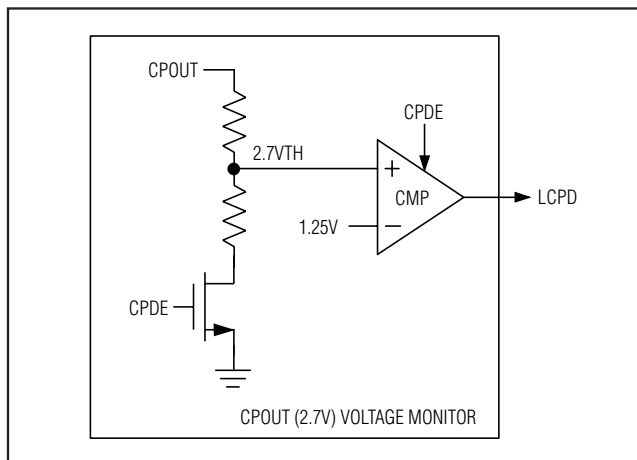 CPOUT
CPDE
2.7VTH
+
CMP
LCPD
1.25V
−
CPDE
CPOUT (2.7V) VOLTAGE MONITOR